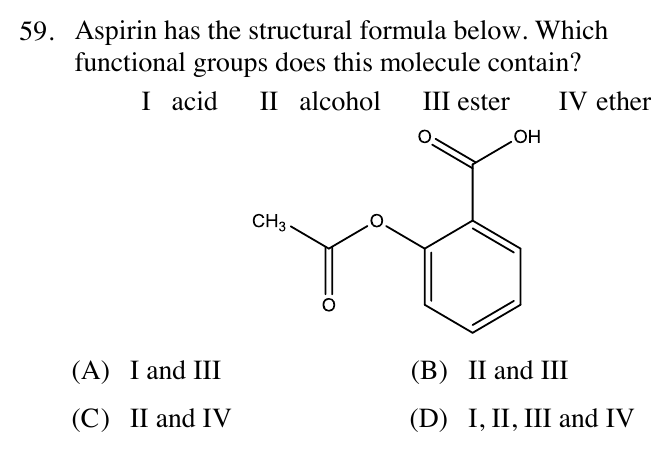 59. Aspirin has the structural formula below. Which
functional groups does this molecule contain?
I acid II alcohol III ester IV ether
O OH
CH₃ O
O
(A) I and III (B) II and III
(C) II and IV (D) I, II, III and IV